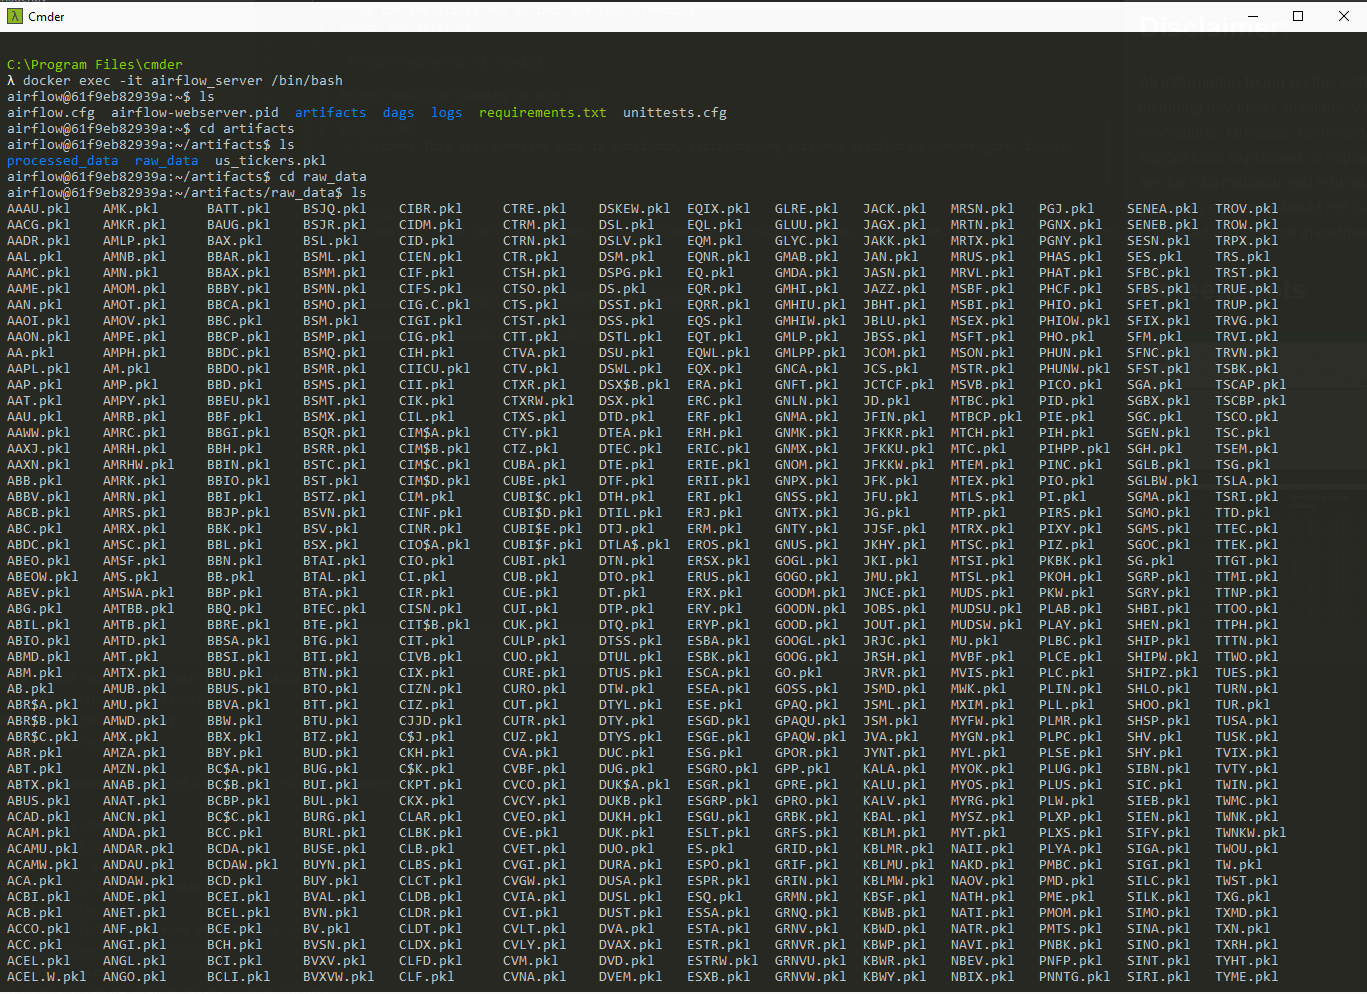 Cmder
C:\Program Files\cmder
λ docker exec -it airflow_server /bin/bash
airflow@61f9eb82939a:~$ ls
airflow.cfg  airflow-webserver.pid  artifacts  dags  logs  requirements.txt  unittests.cfg
airflow@61f9eb82939a:~$ cd artifacts
airflow@61f9eb82939a:~/artifacts$ ls
processed_data  raw_data  us_tickers.pkl
airflow@61f9eb82939a:~/artifacts$ cd raw_data
airflow@61f9eb82939a:~/artifacts/raw_data$ ls
AAAU.pkl AMK.pkl BATT.pkl BSJQ.pkl CIBR.pkl CTRE.pkl DSKEW.pkl EQIX.pkl GLRE.pkl JACK.pkl MRSN.pkl PGJ.pkl SENEA.pkl TROV.pkl
AACG.pkl AMKR.pkl BAUG.pkl BSJR.pkl CIDM.pkl CTRM.pkl DSL.pkl EQL.pkl GLUU.pkl JAGX.pkl MRTN.pkl PGNX.pkl SENEB.pkl TROW.pkl
AADR.pkl AMLP.pkl BAX.pkl BSL.pkl CID.pkl CTRN.pkl DSLV.pkl EQM.pkl GLYC.pkl JAKK.pkl MRTX.pkl PGNY.pkl SESN.pkl TRPX.pkl
AAL.pkl AMNB.pkl BBAR.pkl BSML.pkl CIEN.pkl CTR.pkl DSM.pkl EQNR.pkl GMAB.pkl JAN.pkl MRUS.pkl PHAS.pkl SES.pkl TRS.pkl
AAMC.pkl AMN.pkl BBAX.pkl BSMM.pkl CIF.pkl CTSH.pkl DSPG.pkl EQ.pkl GMDA.pkl JASN.pkl MRVL.pkl PHAT.pkl SFBC.pkl TRST.pkl
AAME.pkl AMOM.pkl BBBY.pkl BSMN.pkl CIFS.pkl CTSO.pkl DS.pkl EQR.pkl GMHI.pkl JAZZ.pkl MSBF.pkl PHCF.pkl SFBS.pkl TRUE.pkl
AAN.pkl AMOT.pkl BBCA.pkl BSMO.pkl CIG.C.pkl CTS.pkl DSSI.pkl EQRR.pkl GMHIU.pkl JBHT.pkl MSBI.pkl PHIO.pkl SFET.pkl TRUP.pkl
AAOI.pkl AMOV.pkl BBC.pkl BSM.pkl CIGI.pkl CTST.pkl DSS.pkl EQS.pkl GMHIW.pkl JBLU.pkl MSEX.pkl PHIOW.pkl SFIX.pkl TRVG.pkl
AAON.pkl AMPE.pkl BBCP.pkl BSMP.pkl CIG.pkl CTT.pkl DSTL.pkl EQT.pkl GMLP.pkl JBSS.pkl MSFT.pkl PHO.pkl SFM.pkl TRVI.pkl
AA.pkl AMPH.pkl BBDC.pkl BSMQ.pkl CIH.pkl CTVA.pkl DSU.pkl EQWL.pkl GMLPP.pkl JCOM.pkl MSON.pkl PHUN.pkl SFNC.pkl TRVN.pkl
AAPL.pkl AM.pkl BBDO.pkl BSMR.pkl CIICU.pkl CTV.pkl DSWL.pkl EQX.pkl GNCA.pkl JCS.pkl MSTR.pkl PHUNW.pkl SFST.pkl TSBK.pkl
AAP.pkl AMP.pkl BBD.pkl BSMS.pkl CII.pkl CTXR.pkl DSX$B.pkl ERA.pkl GNFT.pkl JCTCF.pkl MSVB.pkl PICO.pkl SGA.pkl TSCAP.pkl
AAT.pkl AMPY.pkl BBEU.pkl BSMT.pkl CIK.pkl CTXRW.pkl DSX.pkl ERC.pkl GNLN.pkl JD.pkl MTBC.pkl PID.pkl SGBX.pkl TSCBP.pkl
AAU.pkl AMRB.pkl BBF.pkl BSMX.pkl CIL.pkl CTXS.pkl DTD.pkl ERF.pkl GNMA.pkl JFIN.pkl MTBCP.pkl PIE.pkl SGC.pkl TSCO.pkl
AAWW.pkl AMRC.pkl BBGI.pkl BSQR.pkl CIM$A.pkl CTY.pkl DTEA.pkl ERH.pkl GNMK.pkl JFKKR.pkl MTCH.pkl PIH.pkl SGEN.pkl TSC.pkl
AAXJ.pkl AMRH.pkl BBH.pkl BSRR.pkl CIM$B.pkl CTZ.pkl DTEC.pkl ERIC.pkl GNMX.pkl JFKKU.pkl MTC.pkl PIHPP.pkl SGH.pkl TSEM.pkl
AAXN.pkl AMRHW.pkl BBIN.pkl BSTC.pkl CIM$C.pkl CUBA.pkl DTE.pkl ERIE.pkl GNOM.pkl JFKKW.pkl MTEM.pkl PINC.pkl SGLB.pkl TSG.pkl
ABB.pkl AMRK.pkl BBIO.pkl BST.pkl CIM$D.pkl CUBE.pkl DTF.pkl ERII.pkl GNPX.pkl JFK.pkl MTEX.pkl PIO.pkl SGLBW.pkl TSLA.pkl
ABBV.pkl AMRN.pkl BBI.pkl BSTZ.pkl CIM.pkl CUBI$C.pkl DTH.pkl ERI.pkl GNSS.pkl JFU.pkl MTLS.pkl PI.pkl SGMA.pkl TSRI.pkl
ABCB.pkl AMRS.pkl BBJP.pkl BSVN.pkl CINF.pkl CUBI$D.pkl DTIL.pkl ERJ.pkl GNTX.pkl JG.pkl MTP.pkl PIRS.pkl SGMO.pkl TTD.pkl
ABC.pkl AMRX.pkl BBK.pkl BSV.pkl CINR.pkl CUBI$E.pkl DTJ.pkl ERM.pkl GNTY.pkl JJSF.pkl MTRX.pkl PIXY.pkl SGMS.pkl TTEC.pkl
ABDC.pkl AMSC.pkl BBL.pkl BSX.pkl CIO$A.pkl CUBI$F.pkl DTLA$.pkl EROS.pkl GNUS.pkl JKHY.pkl MTSC.pkl PIZ.pkl SGOC.pkl TTEK.pkl
ABEO.pkl AMSF.pkl BBN.pkl BTAI.pkl CIO.pkl CUBI.pkl DTN.pkl ERSX.pkl GOGL.pkl JKI.pkl MTSI.pkl PKBK.pkl SG.pkl TTGT.pkl
ABEOW.pkl AMS.pkl BB.pkl BTAL.pkl CI.pkl CUB.pkl DTO.pkl ERUS.pkl GOGO.pkl JMU.pkl MTSL.pkl PKOH.pkl SGRP.pkl TTMI.pkl
ABEV.pkl AMSWA.pkl BBP.pkl BTA.pkl CIR.pkl CUE.pkl DT.pkl ERX.pkl GOODM.pkl JNCE.pkl MUDS.pkl PKW.pkl SGRY.pkl TTNP.pkl
ABG.pkl AMTBB.pkl BBQ.pkl BTEC.pkl CISN.pkl CUI.pkl DTP.pkl ERY.pkl GOODN.pkl JOBS.pkl MUDSU.pkl PLAB.pkl SHBI.pkl TTOO.pkl
ABIL.pkl AMTB.pkl BBRE.pkl BTE.pkl CIT$B.pkl CUK.pkl DTQ.pkl ERYP.pkl GOOD.pkl JOUT.pkl MUDSW.pkl PLAY.pkl SHEN.pkl TTPH.pkl
ABIO.pkl AMTD.pkl BBSA.pkl BTG.pkl CIT.pkl CULP.pkl DTSS.pkl ESBA.pkl GOOGL.pkl JRJC.pkl MU.pkl PLBC.pkl SHIP.pkl TTTN.pkl
ABMD.pkl AMT.pkl BBSI.pkl BTI.pkl CIVB.pkl CUO.pkl DTUL.pkl ESBK.pkl GOOG.pkl JRSH.pkl MVBF.pkl PLCE.pkl SHIPW.pkl TTWO.pkl
ABM.pkl AMTX.pkl BBU.pkl BTN.pkl CIX.pkl CURE.pkl DTUS.pkl ESCA.pkl GO.pkl JRVR.pkl MVIS.pkl PLC.pkl SHIPZ.pkl TUES.pkl
AB.pkl AMUB.pkl BBUS.pkl BTO.pkl CIZN.pkl CURO.pkl DTW.pkl ESEA.pkl GOSS.pkl JSMD.pkl MWK.pkl PLIN.pkl SHLO.pkl TURN.pkl
ABR$A.pkl AMU.pkl BBVA.pkl BTT.pkl CIZ.pkl CUT.pkl DTYL.pkl ESE.pkl GPAQ.pkl JSML.pkl MXIM.pkl PLL.pkl SHOO.pkl TUR.pkl
ABR$B.pkl AMWD.pkl BBW.pkl BTU.pkl CJJD.pkl CUTR.pkl DTY.pkl ESGD.pkl GPAQU.pkl JSM.pkl MYFW.pkl PLMR.pkl SHSP.pkl TUSA.pkl
ABR$C.pkl AMX.pkl BBX.pkl BTZ.pkl C$J.pkl CUZ.pkl DTYS.pkl ESGE.pkl GPAQW.pkl JVA.pkl MYGN.pkl PLPC.pkl SHV.pkl TUSK.pkl
ABR.pkl AMZA.pkl BBY.pkl BUD.pkl CKH.pkl CVA.pkl DUC.pkl ESG.pkl GPOR.pkl JYNT.pkl MYL.pkl PLSE.pkl SHY.pkl TVIX.pkl
ABT.pkl AMZN.pkl BC$A.pkl BUG.pkl C$K.pkl CVBF.pkl DUG.pkl ESGRO.pkl GPP.pkl KALA.pkl MYOK.pkl PLUG.pkl SIBN.pkl TVTY.pkl
ABTX.pkl ANAB.pkl BC$B.pkl BUI.pkl CKPT.pkl CVCO.pkl DUK$A.pkl ESGR.pkl GPRE.pkl KALU.pkl MYOS.pkl PLUS.pkl SIC.pkl TWIN.pkl
ABUS.pkl ANAT.pkl BCBP.pkl BUL.pkl CKX.pkl CVCY.pkl DUKB.pkl ESGRP.pkl GPRO.pkl KALV.pkl MYRG.pkl PLW.pkl SIEB.pkl TWMC.pkl
ACAD.pkl ANCN.pkl BC$C.pkl BURG.pkl CLAR.pkl CVEO.pkl DUKH.pkl ESGU.pkl GRBK.pkl KBAL.pkl MYSZ.pkl PLXP.pkl SIEN.pkl TWNK.pkl
ACAM.pkl ANDA.pkl BCC.pkl BURL.pkl CLBK.pkl CVE.pkl DUK.pkl ESLT.pkl GRFS.pkl KBLM.pkl MYT.pkl PLXS.pkl SIFY.pkl TWNKW.pkl
ACAMU.pkl ANDAR.pkl BCDA.pkl BUSE.pkl CLB.pkl CVET.pkl DUO.pkl ES.pkl GRID.pkl KBLMR.pkl NAII.pkl PLYA.pkl SIGA.pkl TWOU.pkl
ACAMW.pkl ANDAU.pkl BCDAW.pkl BUYN.pkl CLBS.pkl CVGI.pkl DURA.pkl ESPO.pkl GRIF.pkl KBLMU.pkl NAKD.pkl PMBC.pkl SIGI.pkl TW.pkl
ACA.pkl ANDAW.pkl BCD.pkl BUY.pkl CLCT.pkl CVGW.pkl DUSA.pkl ESPR.pkl GRIN.pkl KBLMW.pkl NAOV.pkl PMD.pkl SILC.pkl TWST.pkl
ACBI.pkl ANDE.pkl BCEI.pkl BVAL.pkl CLDB.pkl CVIA.pkl DUSL.pkl ESQ.pkl GRMN.pkl KBSF.pkl NATH.pkl PME.pkl SILK.pkl TXG.pkl
ACB.pkl ANET.pkl BCEL.pkl BVN.pkl CLDR.pkl CVI.pkl DUST.pkl ESSA.pkl GRNQ.pkl KBWB.pkl NATI.pkl PMOM.pkl SIMO.pkl TXMD.pkl
ACCO.pkl ANF.pkl BCE.pkl BV.pkl CLDT.pkl CVLT.pkl DVA.pkl ESTA.pkl GRNV.pkl KBWD.pkl NATR.pkl PMTS.pkl SINA.pkl TXN.pkl
ACC.pkl ANGI.pkl BCH.pkl BVSN.pkl CLDX.pkl CVLY.pkl DVAX.pkl ESTR.pkl GRNVR.pkl KBWP.pkl NAVI.pkl PNBK.pkl SINO.pkl TXRH.pkl
ACEL.pkl ANGL.pkl BCI.pkl BVXV.pkl CLFD.pkl CVM.pkl DVD.pkl ESTRW.pkl GRNVU.pkl KBWR.pkl NBEV.pkl PNFP.pkl SINT.pkl TYHT.pkl
ACEL.W.pkl ANGO.pkl BCLI.pkl BVXVW.pkl CLF.pkl CVNA.pkl DVEM.pkl ESXB.pkl GRNVW.pkl KBWY.pkl NBIX.pkl PNNTG.pkl SIRI.pkl TYME.pkl